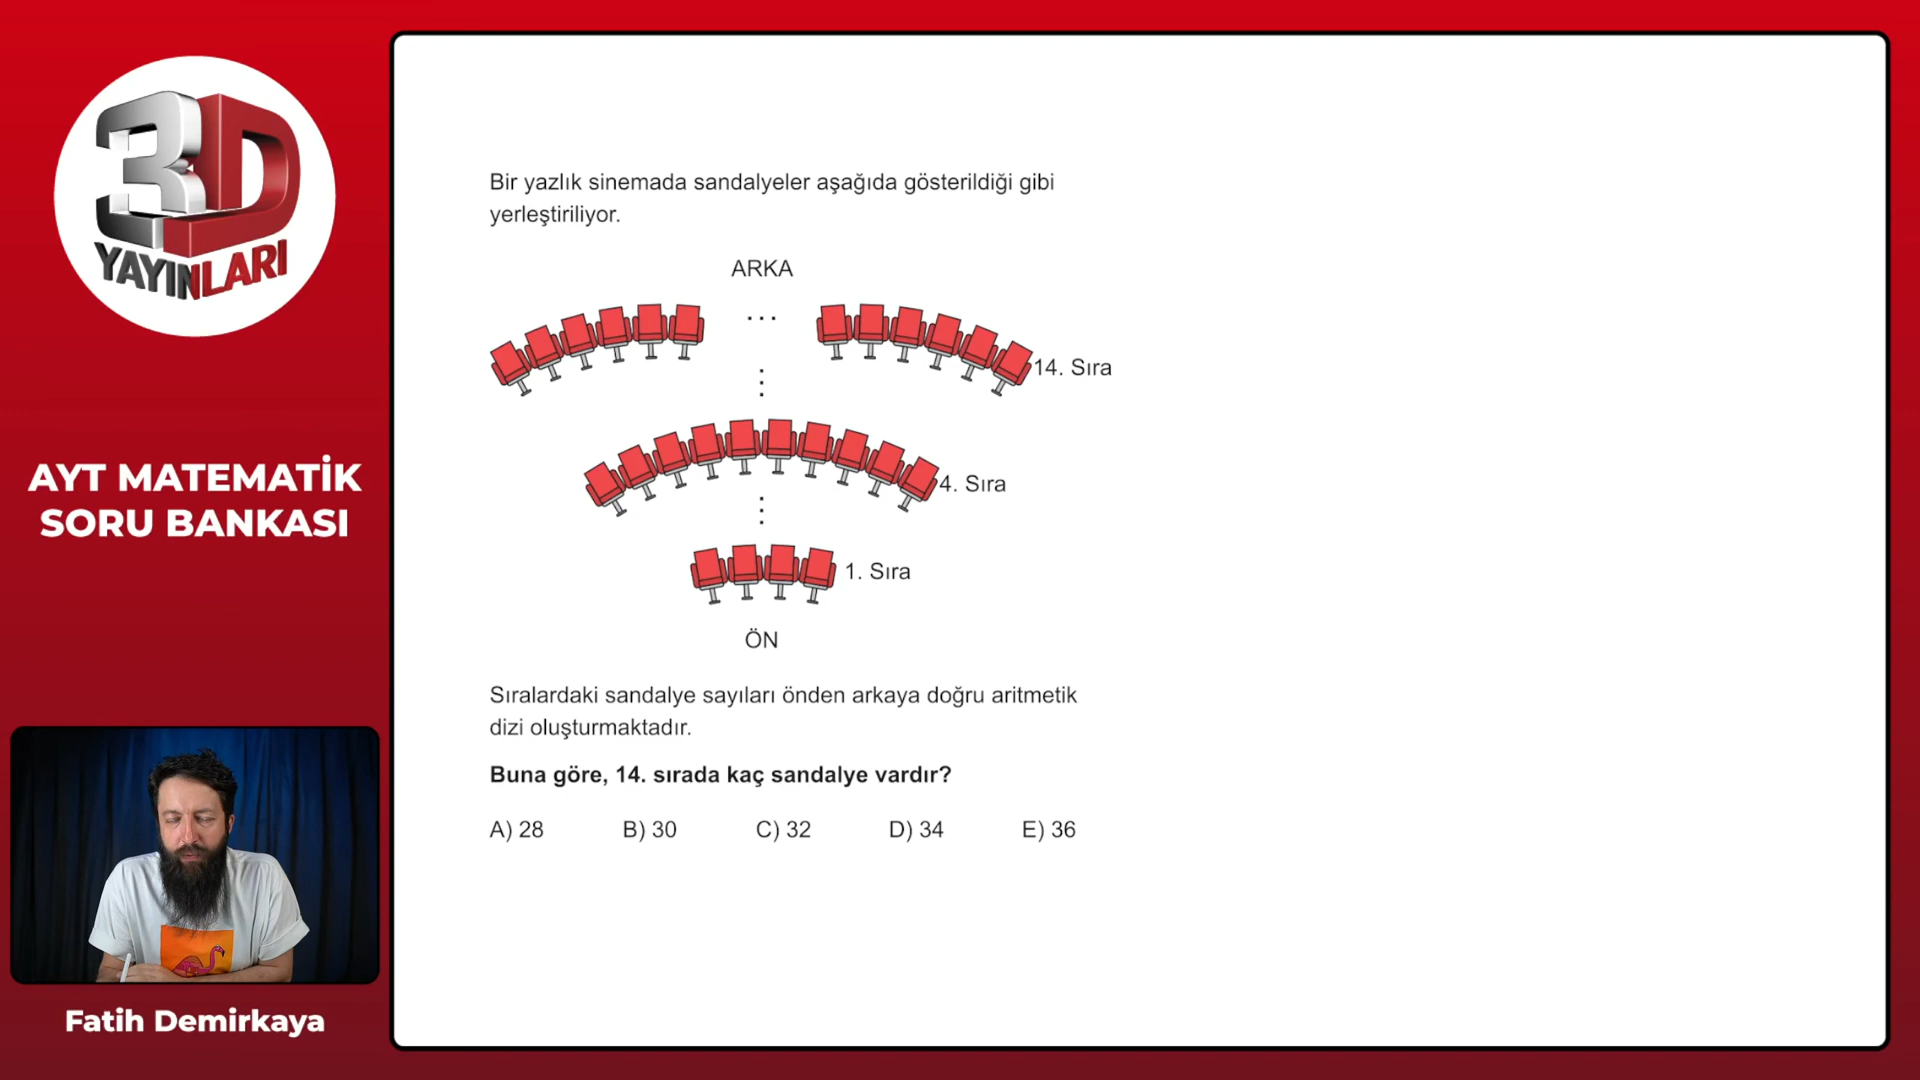 3D
YAYINLARI
AYT MATEMATİK
SORU BANKASI
Fatih Demirkaya
Bir yazlık sinemada sandalyeler aşağıda gösterildiği gibi
yerleştiriliyor.
ARKA
...
14. Sıra
4. Sıra
1. Sıra
ÖN
Sıralardaki sandalye sayıları önden arkaya doğru aritmetik
dizi oluşturmaktadır.
Buna göre, 14. sırada kaç sandalye vardır?
A) 28 B) 30 C) 32 D) 34 E) 36